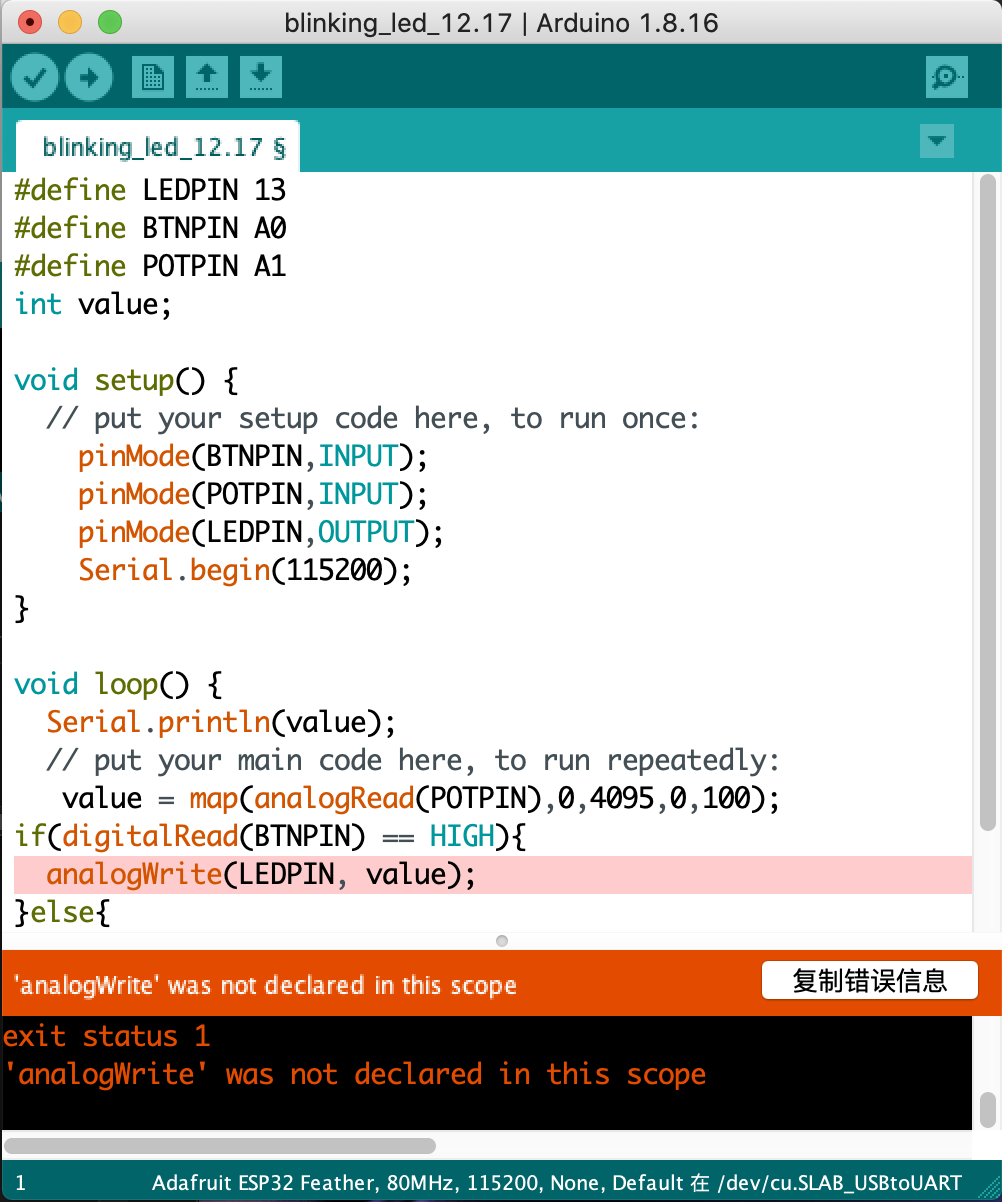 blinking_led_12.17 | Arduino 1.8.16
blinking_led_12.17 §
#define LEDPIN 13
#define BTNPIN A0
#define POTPIN A1
int value;
void setup() {
// put your setup code here, to run once:
pinMode(BTNPIN,INPUT);
pinMode(POTPIN,INPUT);
pinMode(LEDPIN,OUTPUT);
Serial.begin(115200);
}
void loop() {
Serial.println(value);
// put your main code here, to run repeatedly:
value = map(analogRead(POTPIN),0,4095,0,100);
if(digitalRead(BTNPIN) == HIGH){
analogWrite(LEDPIN, value);
}else{
'analogWrite' was not declared in this scope
复制错误信息
exit status 1
'analogWrite' was not declared in this scope
1
Adafruit ESP32 Feather, 80MHz, 115200, None, Default 在 /dev/cu.SLAB_USBtoUART